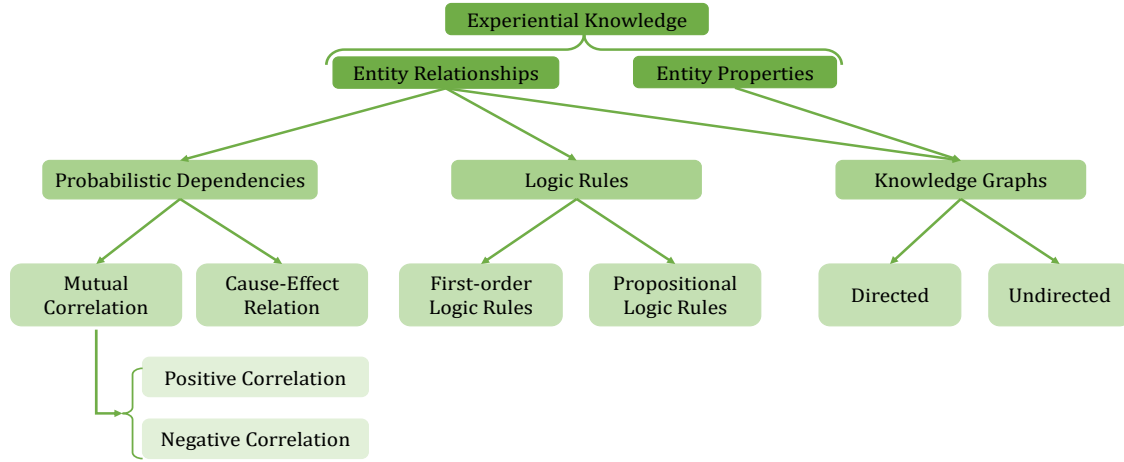 Experiential Knowledge
Entity Relationships
Entity Properties
Probabilistic Dependencies
Logic Rules
Knowledge Graphs
Mutual
Correlation
Cause-Effect
Relation
First-order
Logic Rules
Propositional
Logic Rules
Directed
Undirected
Positive Correlation
Negative Correlation